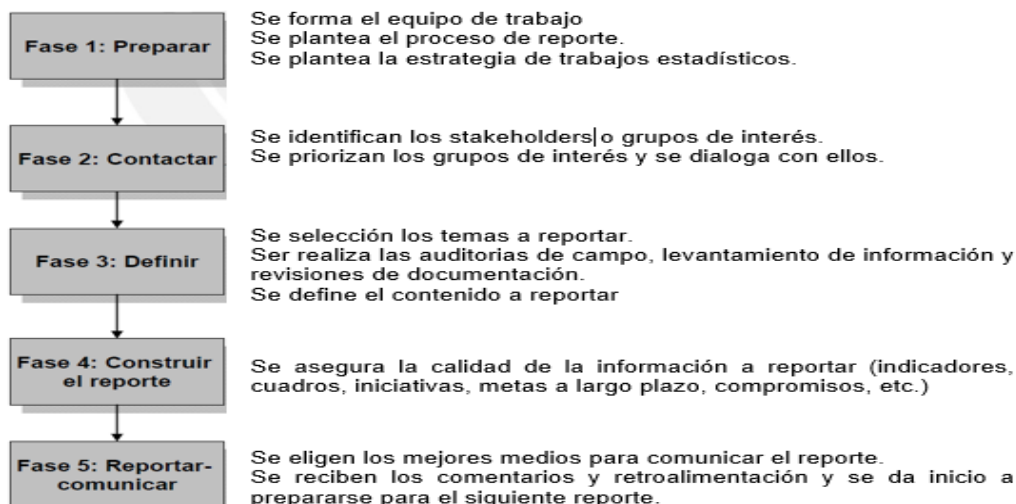 Fase 1: Preparar
Se forma el equipo de trabajo
Se plantea el proceso de reporte.
Se plantea la estrategia de trabajos estadísticos.
Fase 2: Contactar
Se identifican los stakeholders o grupos de interés.
Se priorizan los grupos de interés y se dialoga con ellos.
Fase 3: Definir
Se selección los temas a reportar.
Ser realiza las auditorias de campo, levantamiento de información y
revisiones de documentación.
Se define el contenido a reportar
Fase 4: Construir
el reporte
Se asegura la calidad de la información a reportar (indicadores,
cuadros, iniciativas, metas a largo plazo, compromisos, etc.)
Fase 5: Reportar-
comunicar
Se eligen los mejores medios para comunicar el reporte.
Se reciben los comentarios y retroalimentación y se da inicio a
prepararse para el siguiente reporte.